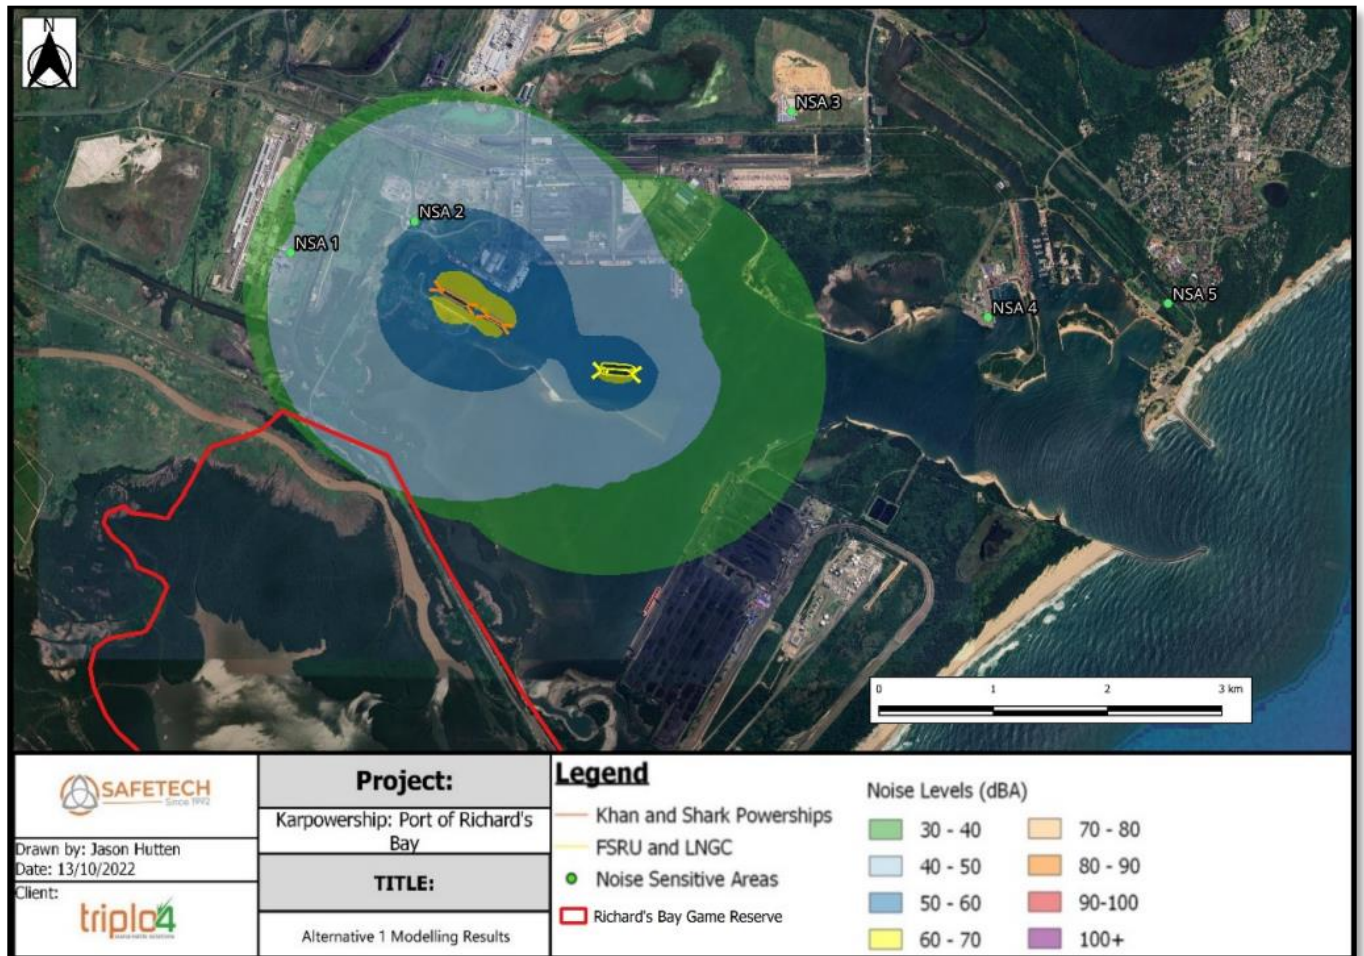 N
NSA 3
NSA 2
NSA 1
NSA 4
NSA 5
0 1 2 3 km
SAFETECH
Since 1992
Drawn by: Jason Hutten
Date: 13/10/2022
Client:
triplo4
sustainable solutions
Project:
Karpowership: Port of Richard's
Bay
TITLE:
Alternative 1 Modelling Results
Legend
Khan and Shark Powerships
FSRU and LNGC
Noise Sensitive Areas
Richard's Bay Game Reserve
Noise Levels (dBA)
30 - 40
40 - 50
50 - 60
60 - 70
70 - 80
80 - 90
90-100
100+